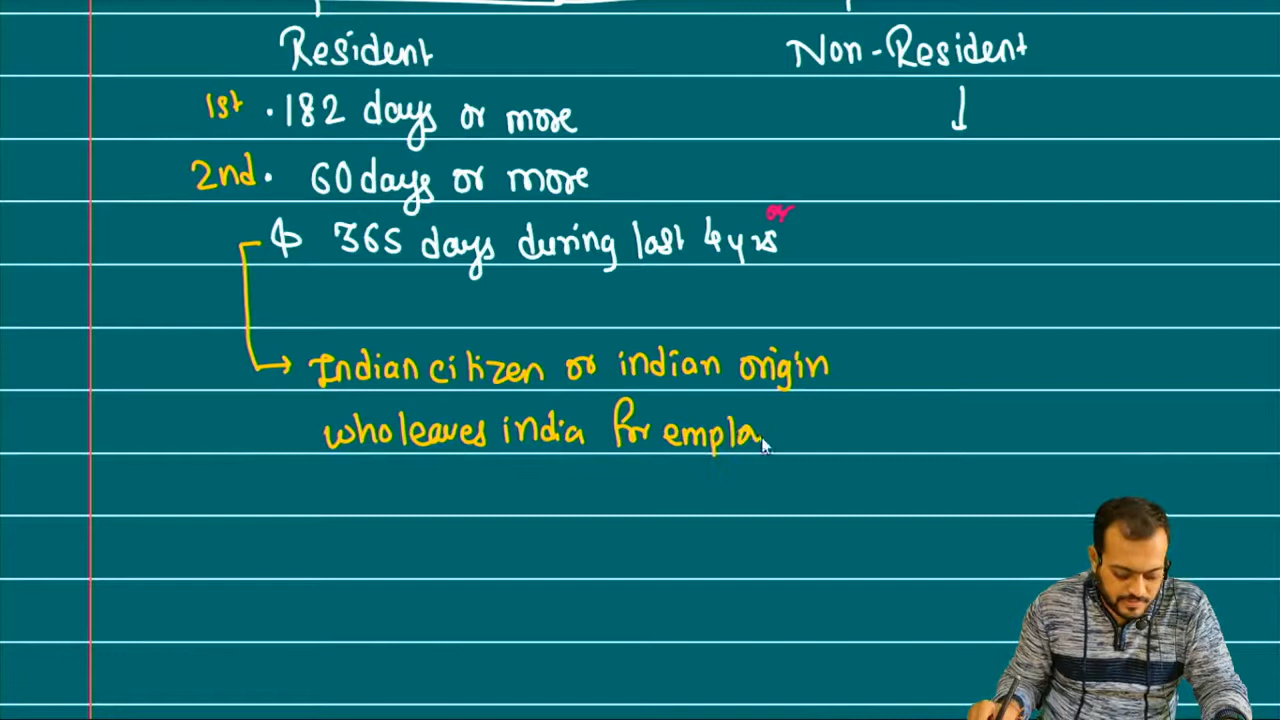 Resident Non-Resident
1st · 182 days or more
2nd · 60 days or more
or
& 365 days during last 4 yrs
Indian citizen or indian origin
who leaves india for empla